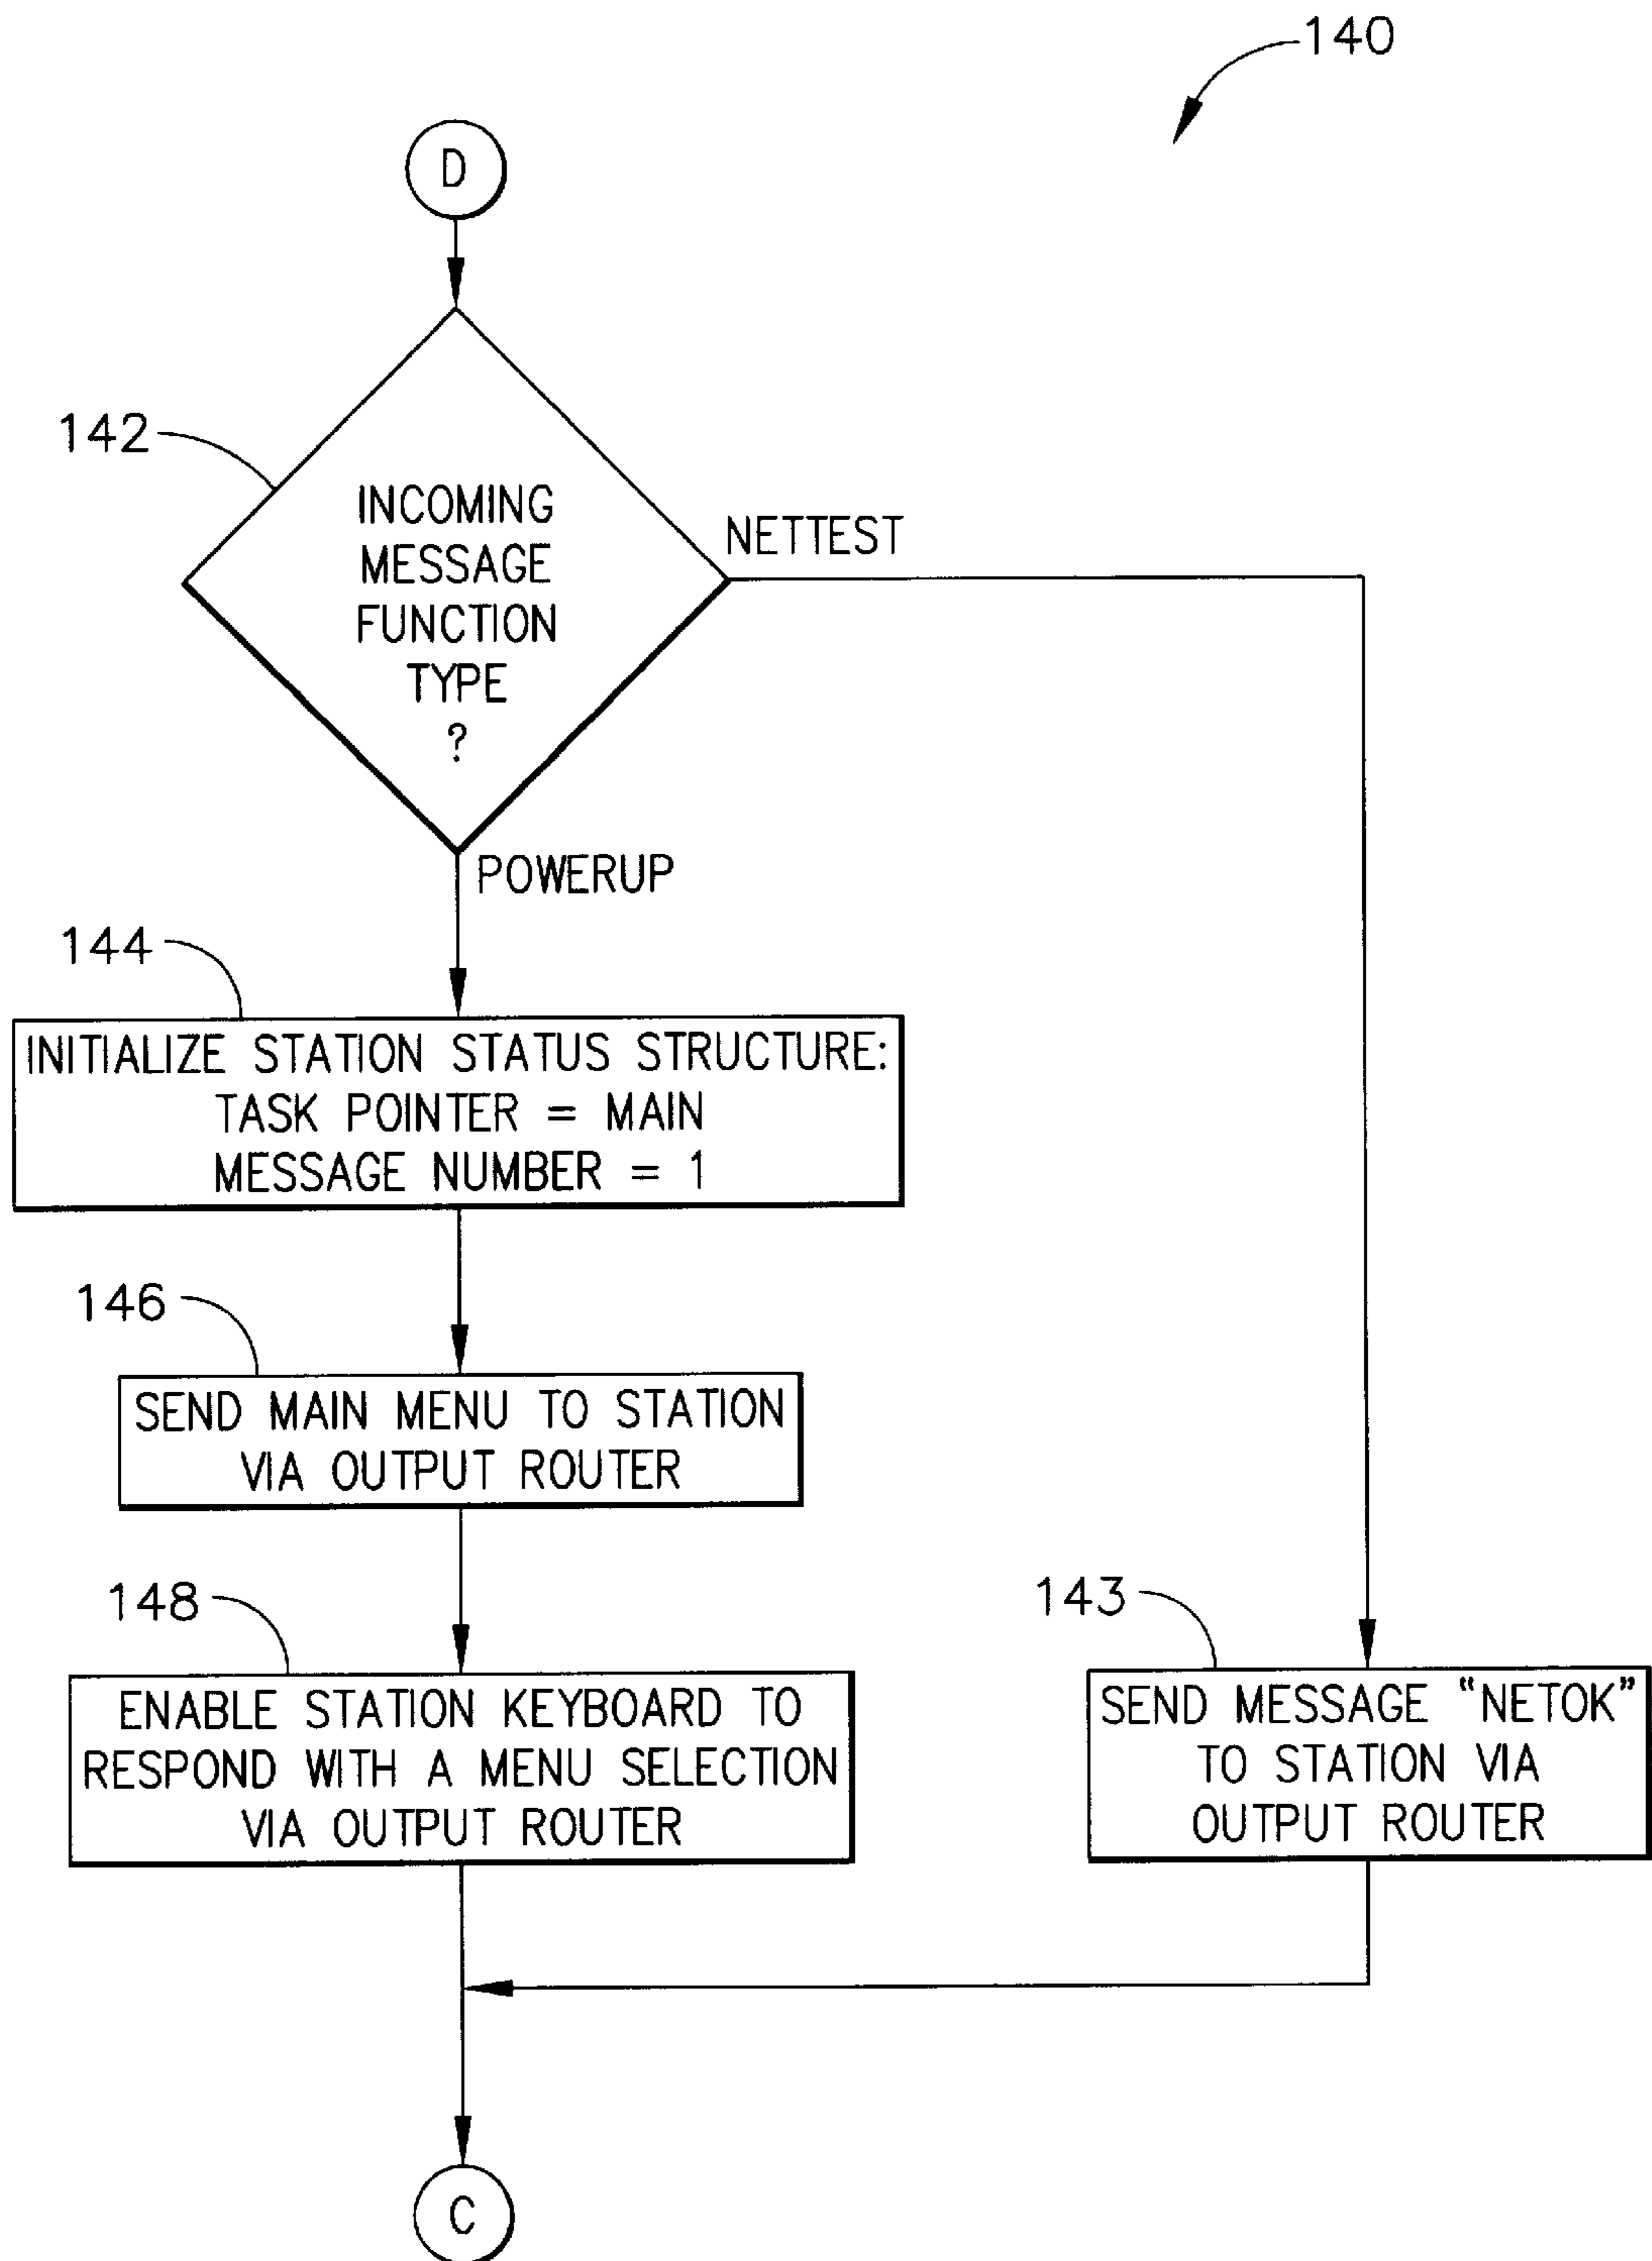 140
D
142
INCOMING
MESSAGE
FUNCTION
TYPE
?
NETTEST
POWERUP
144
INITIALIZE STATION STATUS STRUCTURE:
TASK POINTER = MAIN
MESSAGE NUMBER = 1
146
SEND MAIN MENU TO STATION
VIA OUTPUT ROUTER
148
ENABLE STATION KEYBOARD TO
RESPOND WITH A MENU SELECTION
VIA OUTPUT ROUTER
143
SEND MESSAGE “NETOK”
TO STATION VIA
OUTPUT ROUTER
C